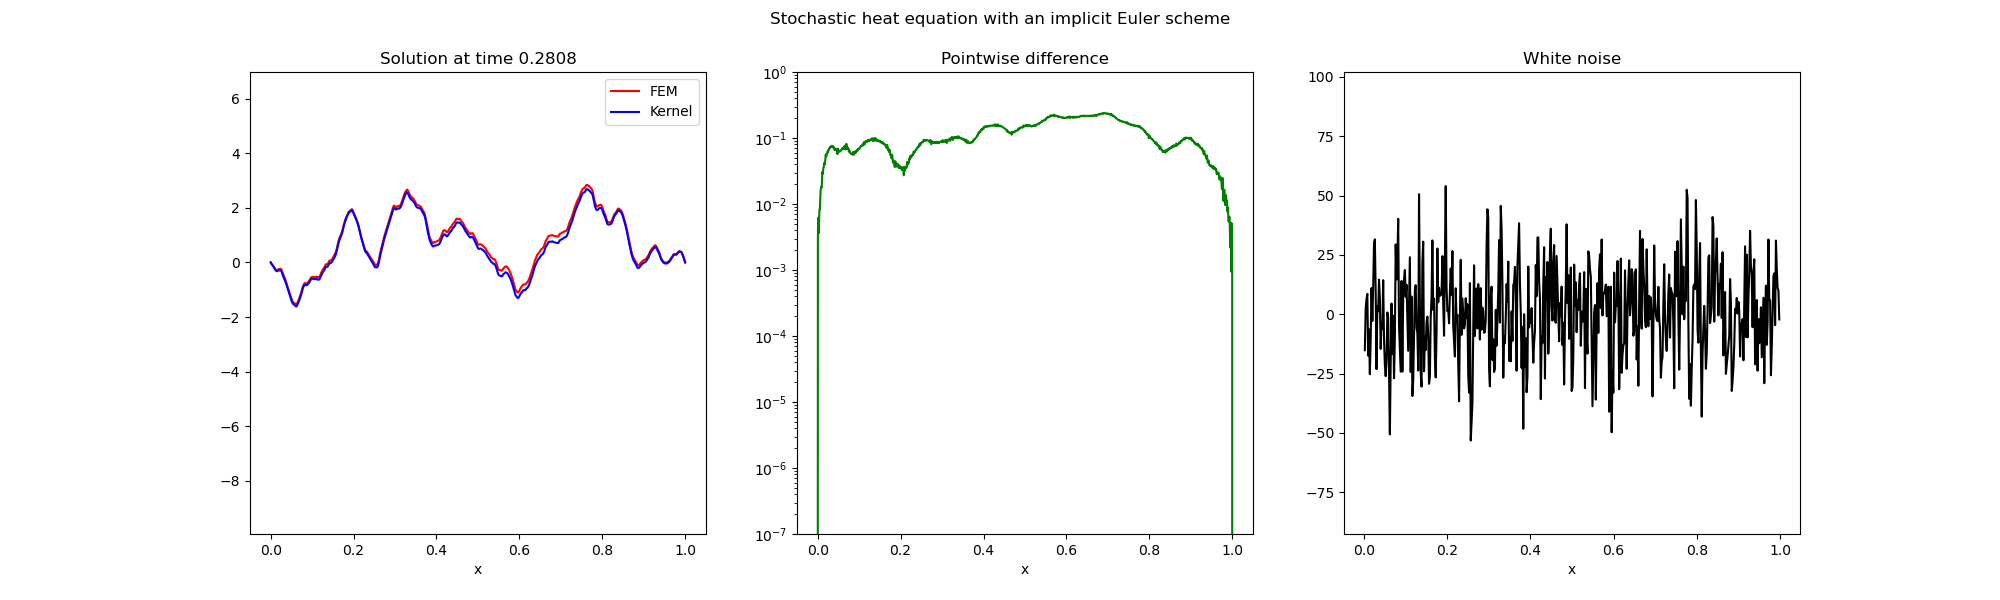 Stochastic heat equation with an implicit Euler scheme
Solution at time 0.2808
6
4
2
0
−2
−4
−6
−8
0.0 0.2 0.4 0.6 0.8 1.0
x
FEM
Kernel
Pointwise difference
10⁰
10⁻¹
10⁻²
10⁻³
10⁻⁴
10⁻⁵
10⁻⁶
10⁻⁷
0.0 0.2 0.4 0.6 0.8 1.0
x
White noise
100
75
50
25
0
−25
−50
−75
0.0 0.2 0.4 0.6 0.8 1.0
x